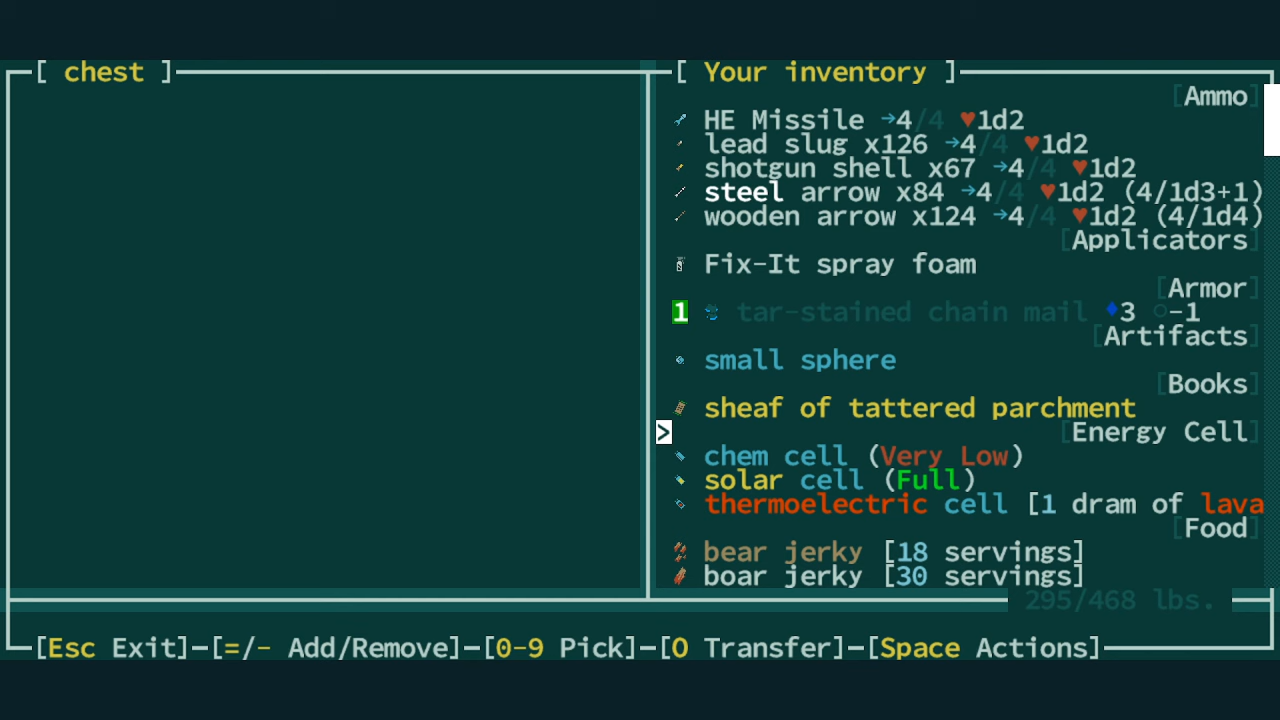 [ chest ]
[ Your inventory ]
[Ammo]
HE Missile →4/4 ♥1d2
lead slug x126 →4/4 ♥1d2
shotgun shell x67 →4/4 ♥1d2
steel arrow x84 →4/4 ♥1d2 (4/1d3+1)
wooden arrow x124 →4/4 ♥1d2 (4/1d4)
[Applicators]
Fix-It spray foam
[Armor]
1 tar-stained chain mail ♦3 ○-1
[Artifacts]
small sphere
[Books]
sheaf of tattered parchment
> [Energy Cell]
chem cell (Very Low)
solar cell (Full)
thermoelectric cell [1 dram of lava
[Food]
bear jerky [18 servings]
boar jerky [30 servings]
295/468 lbs.
[Esc Exit]-[=/- Add/Remove]-[0-9 Pick]-[O Transfer]-[Space Actions]